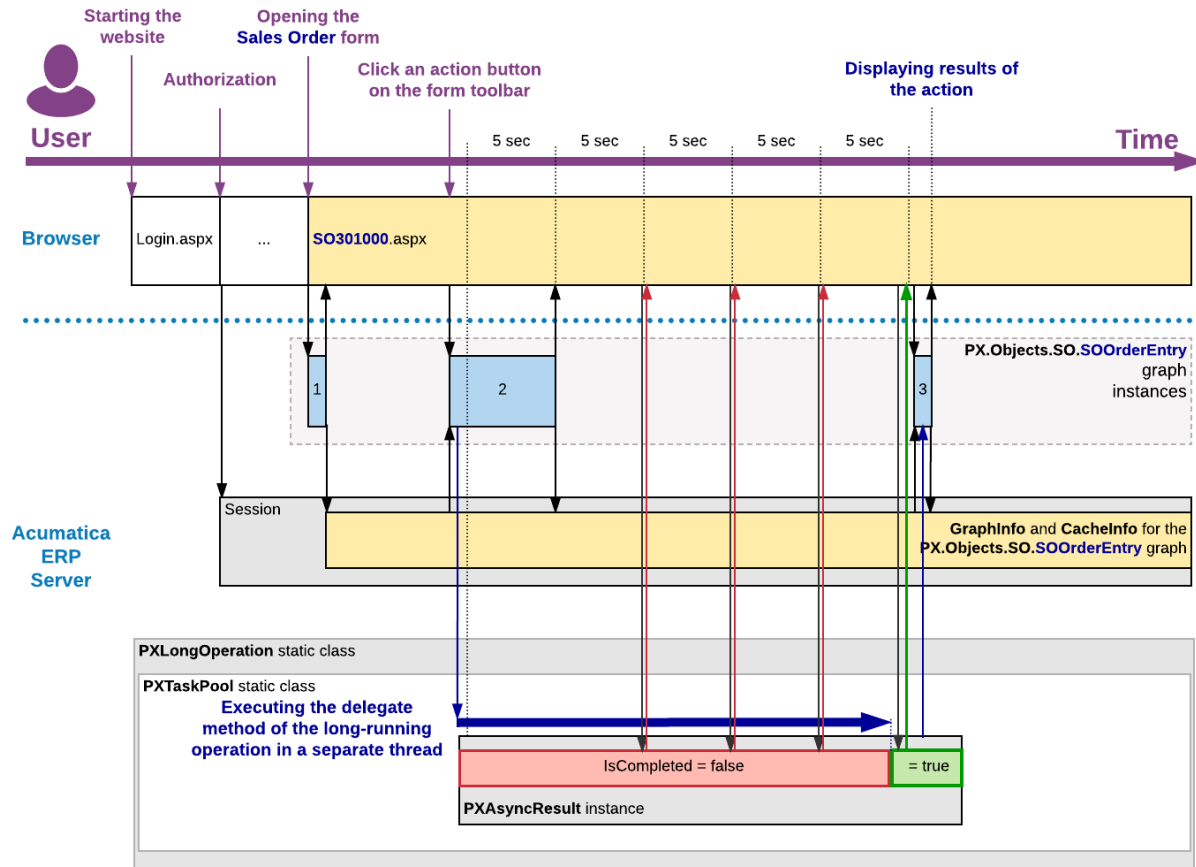 Starting the
website
Opening the
Sales Order form
Authorization
Click an action button
on the form toolbar
Displaying results of
the action
User
5 sec
5 sec
5 sec
5 sec
5 sec
Time
Browser
Login.aspx
...
SO301000.aspx
PX.Objects.SO.SOOrderEntry
graph
instances
1
2
3
Acumatica
ERP
Server
Session
GraphInfo and CacheInfo for the
PX.Objects.SO.SOOrderEntry graph
PXLongOperation static class
PXTaskPool static class
Executing the delegate
method of the long-running
operation in a separate thread
IsCompleted = false
= true
PXAsyncResult instance